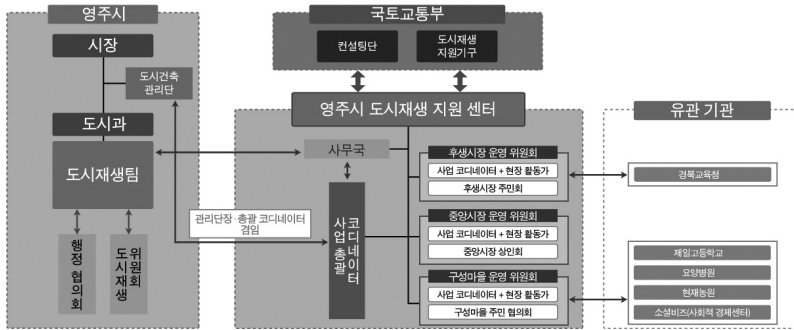 영주시
시장
도시건축
관리단
도시과
도시재생팀
행정 협의회
도시재생
위원회
국토교통부
컨설팅단
도시재생
지원기구
영주시 도시재생 지원 센터
사무국
관리단장·총괄 코디네이터
겸임
사업 총괄
코디네이터
후생시장 운영 위원회
사업 코디네이터 + 현장 활동가
후생시장 주민회
중앙시장 운영 위원회
사업 코디네이터 + 현장 활동가
중앙시장 상인회
구성마을 운영 위원회
사업 코디네이터 + 현장 활동가
구성마을 주민 협의회
유관 기관
경북교육청
제일고등학교
요양병원
현재농원
소셜비즈(사회적 경제센터)